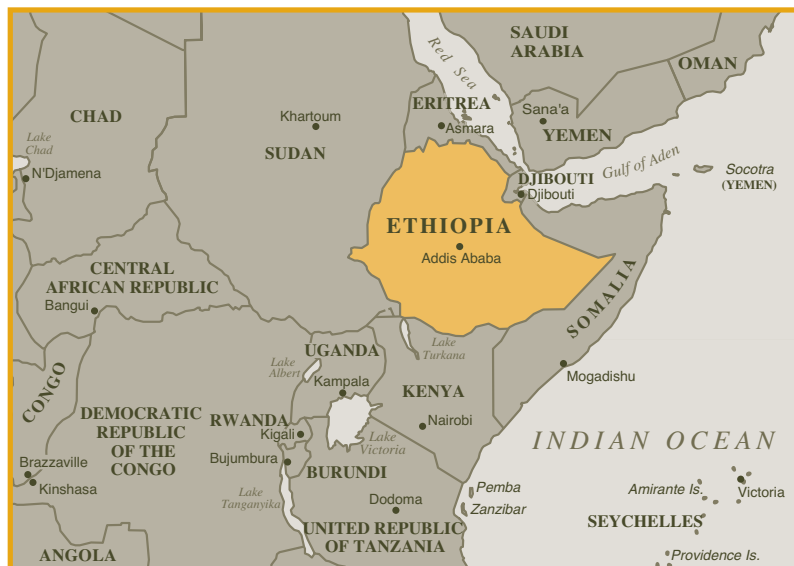 SAUDI
ARABIA
OMAN
Red Sea
CHAD
Khartoum
ERITREA
Sana'a
Asmara
YEMEN
Lake
Chad
SUDAN
N'Djamena
DJIBOUTI
Djibouti
Gulf of Aden
Socotra
(YEMEN)
ETHIOPIA
Addis Ababa
CENTRAL
AFRICAN REPUBLIC
Bangui
SOMALIA
UGANDA
Lake
Turkana
Lake
Albert
Kampala
KENYA
Mogadishu
CONGO
DEMOCRATIC
REPUBLIC
OF THE
CONGO
RWANDA
Kigali
Nairobi
Lake
Victoria
INDIAN OCEAN
Brazzaville
Kinshasa
Bujumbura
BURUNDI
Lake
Tanganyika
Dodoma
Pemba
Zanzibar
Amirante Is.
Victoria
SEYCHELLES
UNITED REPUBLIC
OF TANZANIA
ANGOLA
Providence Is.